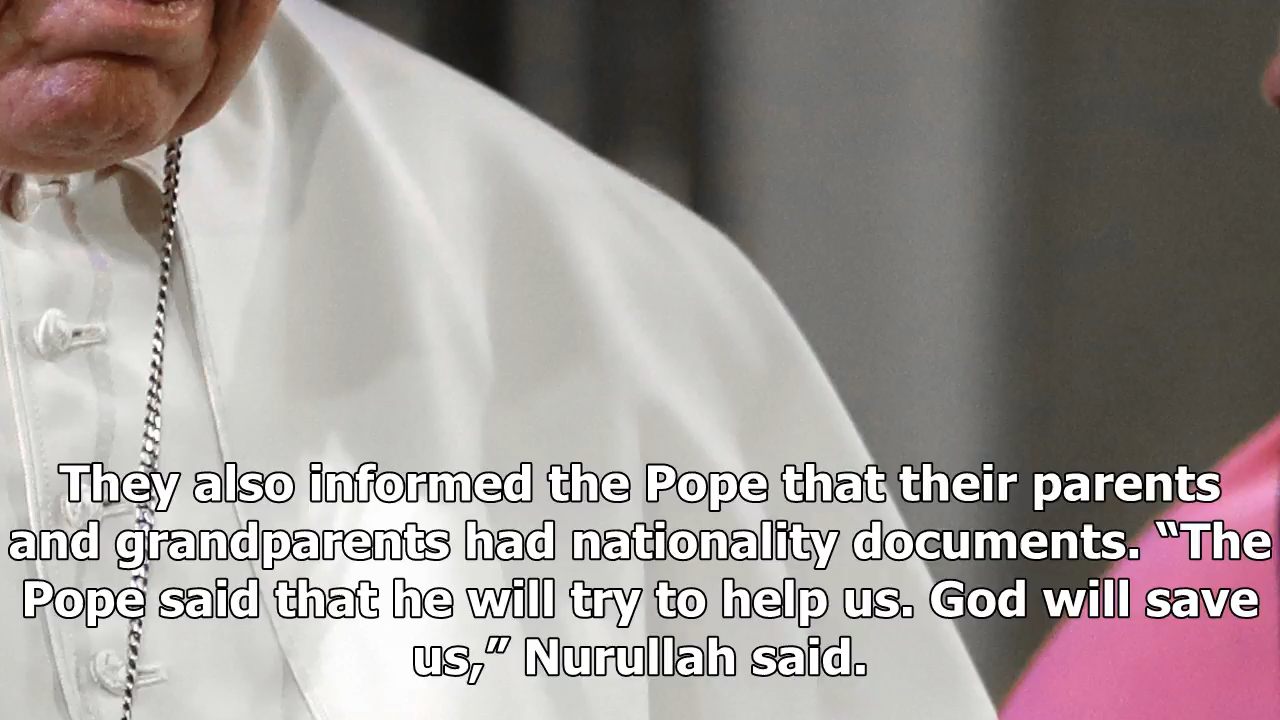 They also informed the Pope that their parents
and grandparents had nationality documents. “The
Pope said that he will try to help us. God will save
us,” Nurullah said.